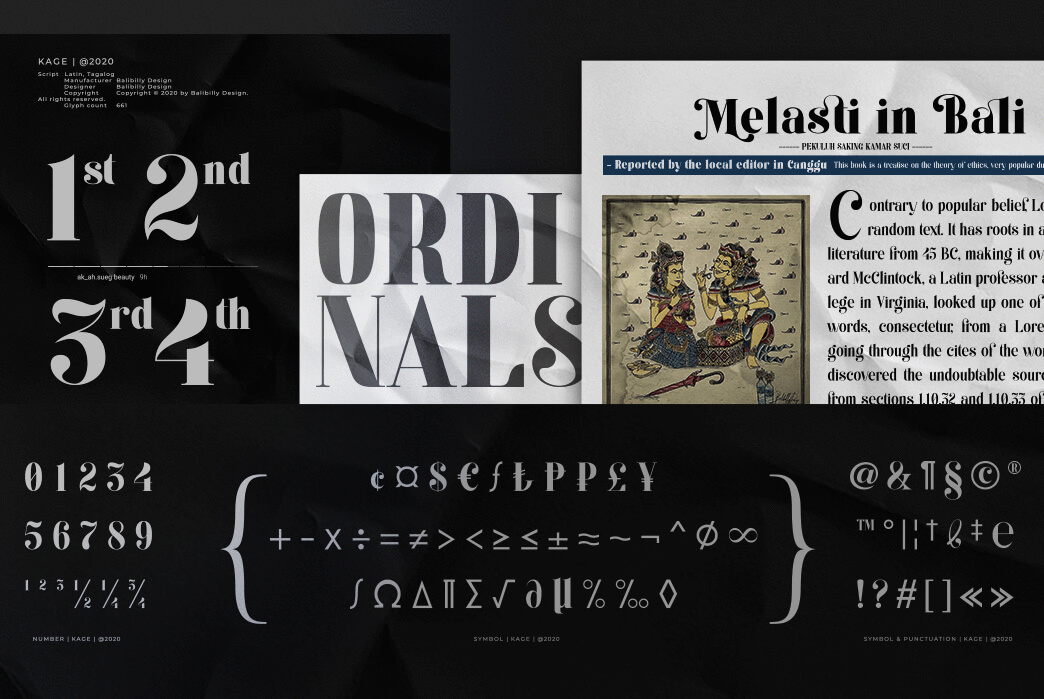 KAGE | @2020
Script Latin, Tagalog
Manufacturer Balibilly Design
Designer Balibilly Design
Copyright Copyright © 2020 by Balibilly Design.
All rights reserved.
Glyph count 661
1st 2nd
ak_ah.sueg beauty 9h
3rd 4th
ORDI
NALS
Melasti in Bali
PEKULUH SAKING KAMAR SUCI
- Reported by the local editor in Canggu This book is a treatise on the theory of ethics, very popular du
Contrary to popular belief, Lo
random text. It has roots in a
literature from 45 BC, making it ov
ard McClintock, a Latin professor a
lege in Virginia, looked up one of
words, consectetur, from a Lore
going through the cites of the wor
discovered the undoubtable sourc
from sections 1.10.32 and 1.10.33 of
0 1 2 3 4
5 6 7 8 9
1 2 3 1/2 1/4 3/4
{ }
¢ ¤ $ € ƒ ₺ ₱ ₽ £ ¥
+ - x ÷ = ≠ > < ≥ ≤ ± ≈ ~ ¬ ^ ∅ ∞
∫ Ω ∆ ∏ ∑ √ ∂ µ % ‰ ◊
@ & ¶ § © ®
™ ° | ¦ † ℓ ‡ ℮
! ? # [ ] « »
NUMBER | KAGE | @2020
SYMBOL | KAGE | @2020
SYMBOL & PUNCTUATION | KAGE | @2020